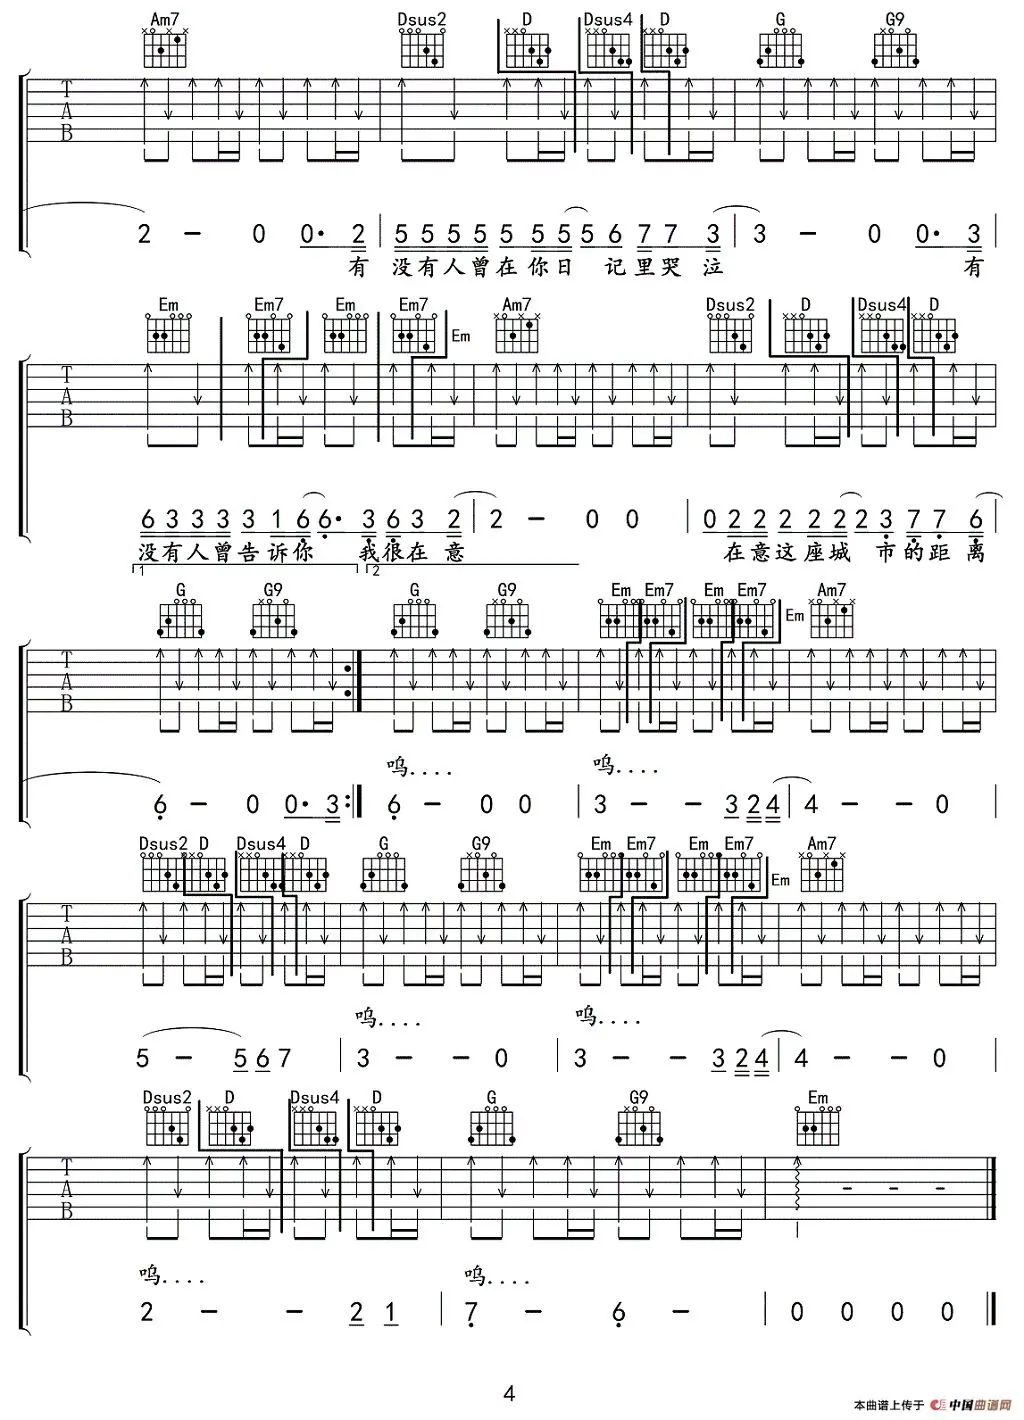 Am7 Dsus2 D Dsus4 D G G9
T
A
B
2 - 0 0· 2 5 5 5 5 5 5 5 5 6 7 7 3 3 - 0 0· 3
有 没有人曾在你日 记里哭泣 有
Em Em7 Em Em7 Em Am7 Dsus2 D Dsus4 D
T
A
B
6 3 3 3 3 1 6 6· 3 6 3 2 2 - 0 0 0 2 2 2 2 2 2 3 7 7 6
没有人曾告诉你 我很在意 在意这座城 市的距离
1 2
G G9 G G9 Em Em7 Em Em7 Em Am7
T
A
B
呜.... 呜....
6 - 0 0· 3 6 - 0 0 3 - - 3 2 4 4 - - 0
Dsus2 D Dsus4 D G G9 Em Em7 Em Em7 Em Am7
T
A
B
呜.... 呜....
5 - 5 6 7 3 - - 0 3 - - 3 2 4 4 - - 0
Dsus2 D Dsus4 D G G9 Em
T
A
B
- - -
呜.... 呜....
2 - - 2 1 7 - 6 - 0 0 0 0
4
本曲谱上传于 中国曲谱网